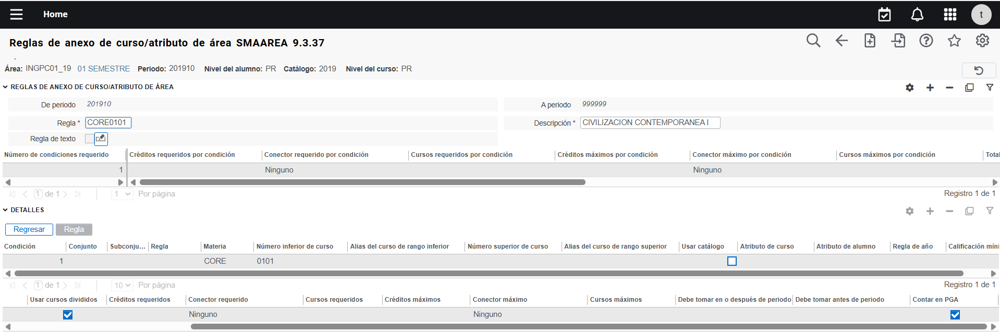 Home
t
Reglas de anexo de curso/atributo de área SMAAREA 9.3.37
Área: INGPC01_19 01 SEMESTRE Periodo: 201910 Nivel del alumno: PR Catálogo: 2019 Nivel del curso: PR
REGLAS DE ANEXO DE CURSO/ATRIBUTO DE ÁREA
De periodo 201910 A periodo 999999
Regla * CORE0101 Descripción * CIVILIZACION CONTEMPORANEA I
Regla de texto
Número de condiciones requerido Créditos requeridos por condición Conector requerido por condición Cursos requeridos por condición Créditos máximos por condición Conector máximo por condición Cursos máximos por condición Total
1 Ninguno Ninguno
1 de 1 1 Por página Registro 1 de 1
DETALLES
Regresar Regla
Condición Conjunto Subconju... Regla Materia Número inferior de curso Alias del curso de rango inferior Número superior de curso Alias del curso de rango superior Usar catálogo Atributo de curso Atributo de alumno Regla de año Calificación míni
1 CORE 0101
1 de 1 10 Por página Registro 1 de 1
Usar cursos divididos Créditos requeridos Conector requerido Cursos requeridos Créditos máximos Conector máximo Cursos máximos Debe tomar en o después de periodo Debe tomar antes de periodo Contar en PGA
Ninguno Ninguno